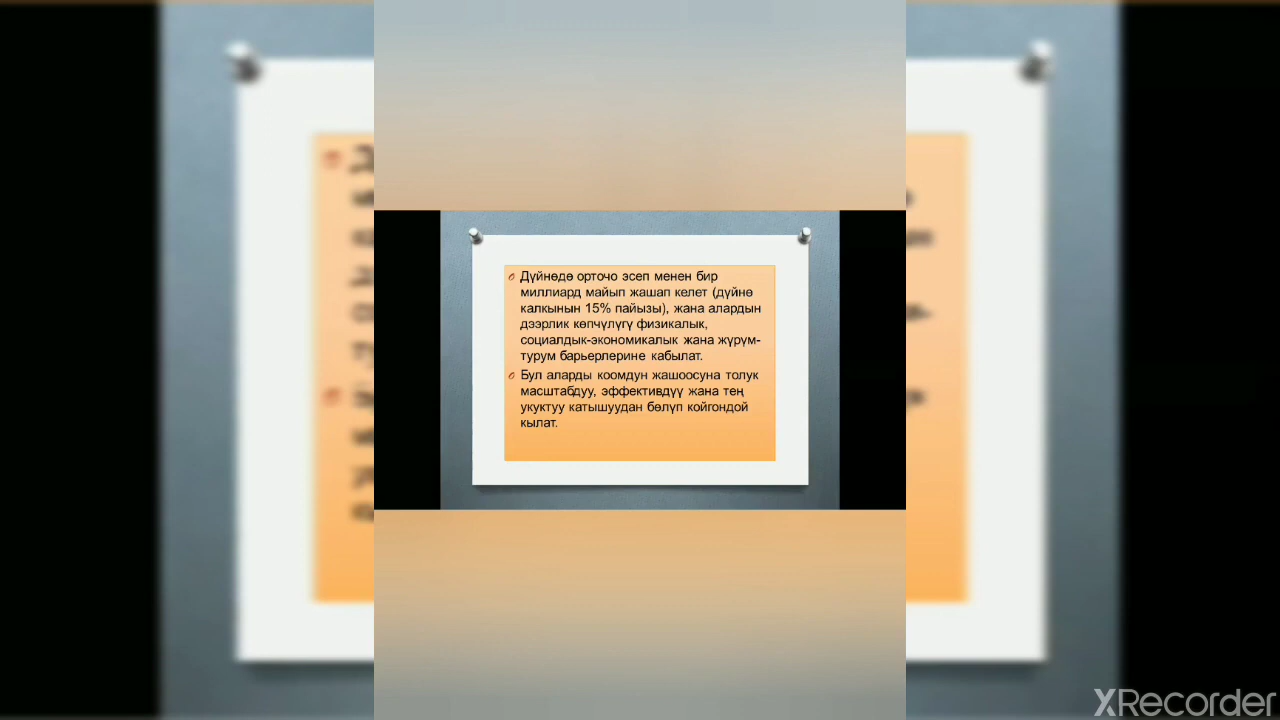 Дүйнөдө орточо эсеп менен бир
миллиард майып жашап келет (дүйнө
калкынын 15% пайызы), жана алардын
дээрлик көпчүлүгү физикалык,
социалдык-экономикалык жана жүрүм-
турум барьерлерине кабылат.
Бул аларды коомдун жашоосуна толук
масштабдуу, эффективдүү жана тең
укуктуу катышуудан бөлүп койгондой
кылат.
XRecorder